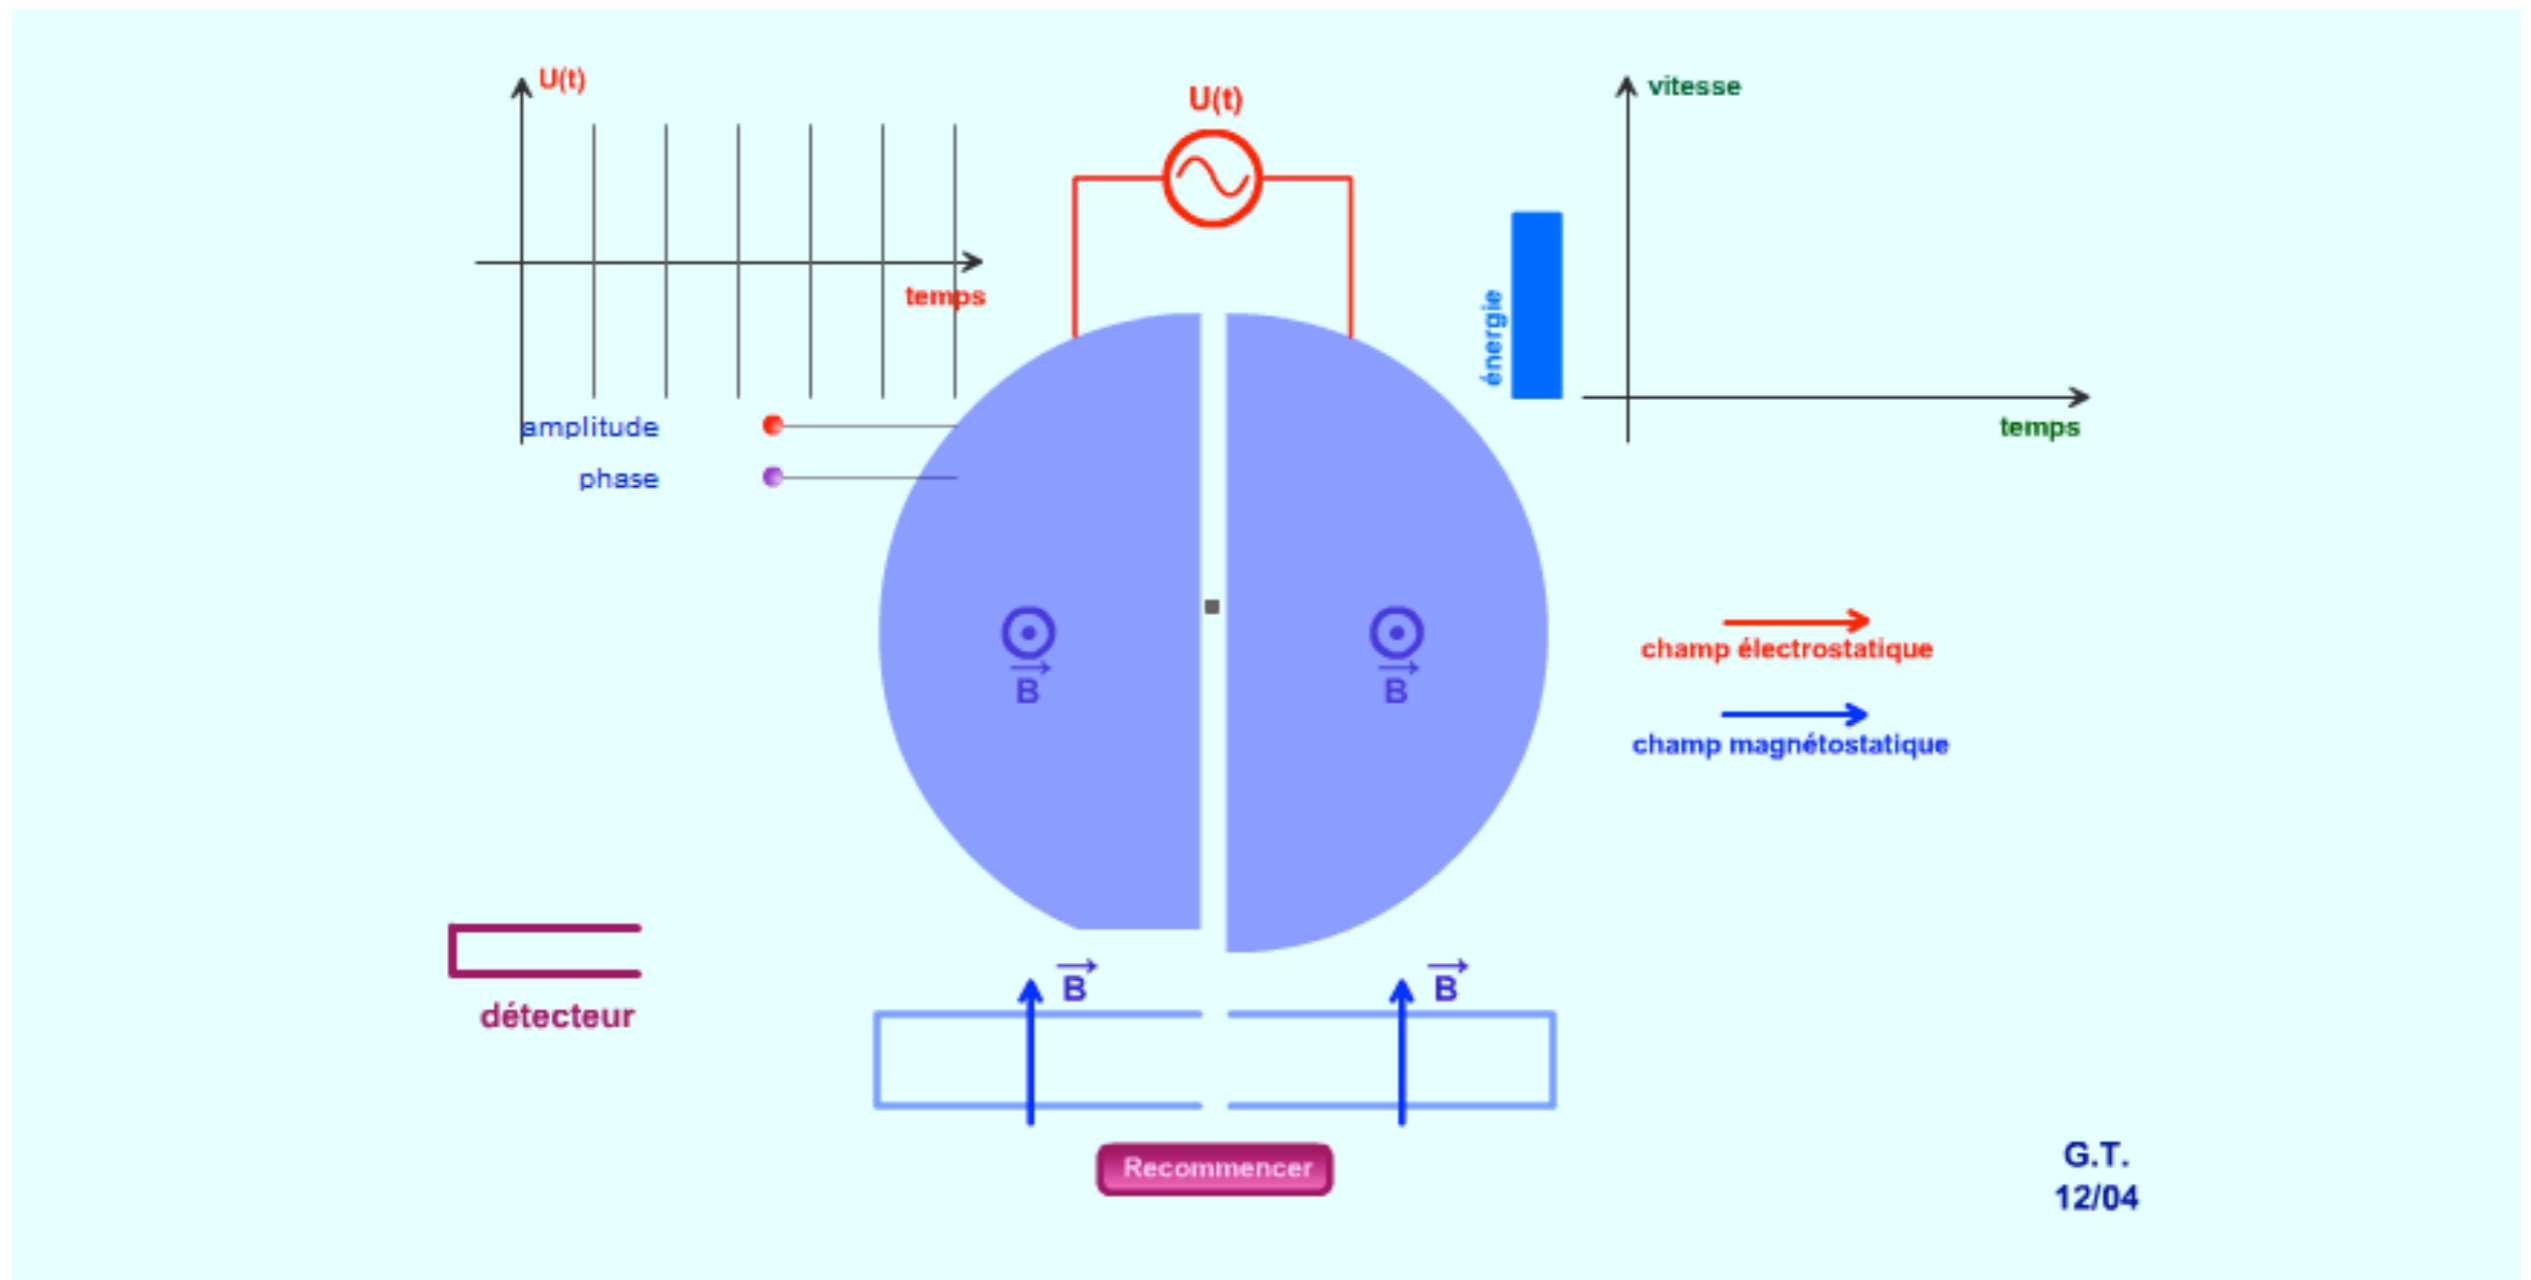 U(t)
U(t)
vitesse
temps
énergie
amplitude
temps
phase
B
B
champ électrostatique
champ magnétostatique
B
B
détecteur
Recommencer
G.T.
12/04